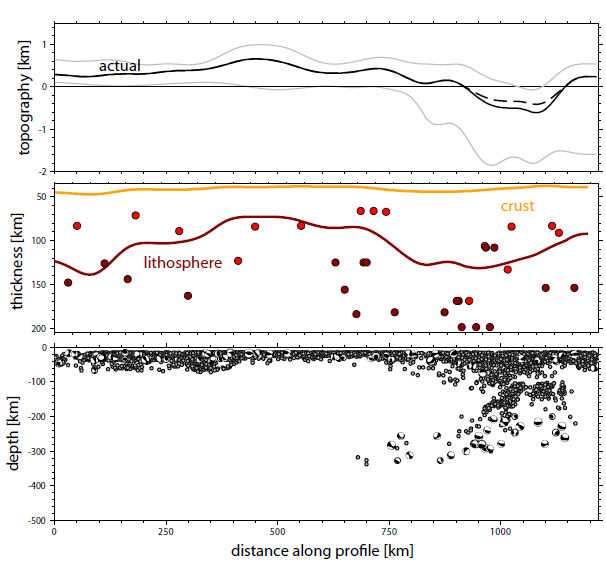 topography [km]
1
0
-1
-2
actual
thickness [km]
50
100
150
200
crust
lithosphere
depth [km]
0
-100
-200
-300
-400
-500
0
250
500
750
1000
distance along profile [km]